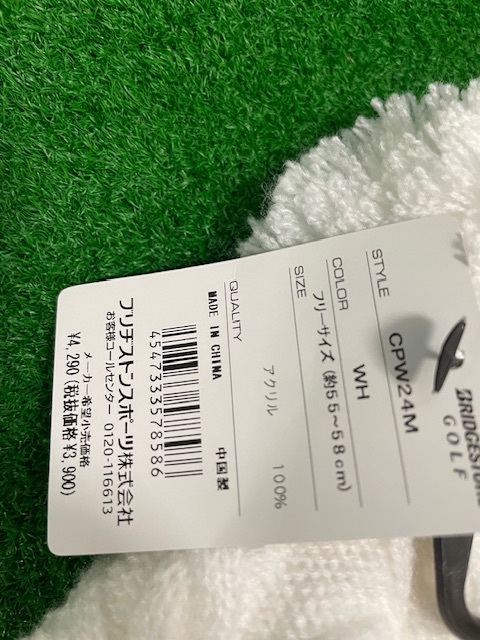 BRIDGESTONE
GOLF
STYLE CPW24M
COLOR WH
SIZE フリーサイズ (約55~58cm)
QUALITY アクリル 100%
MADE IN CHINA 中国製
4547333578586
ブリヂストンスポーツ株式会社
お客様コールセンター 0120-116613
メーカー希望小売価格
¥4,290(税抜価格 ¥3,900)